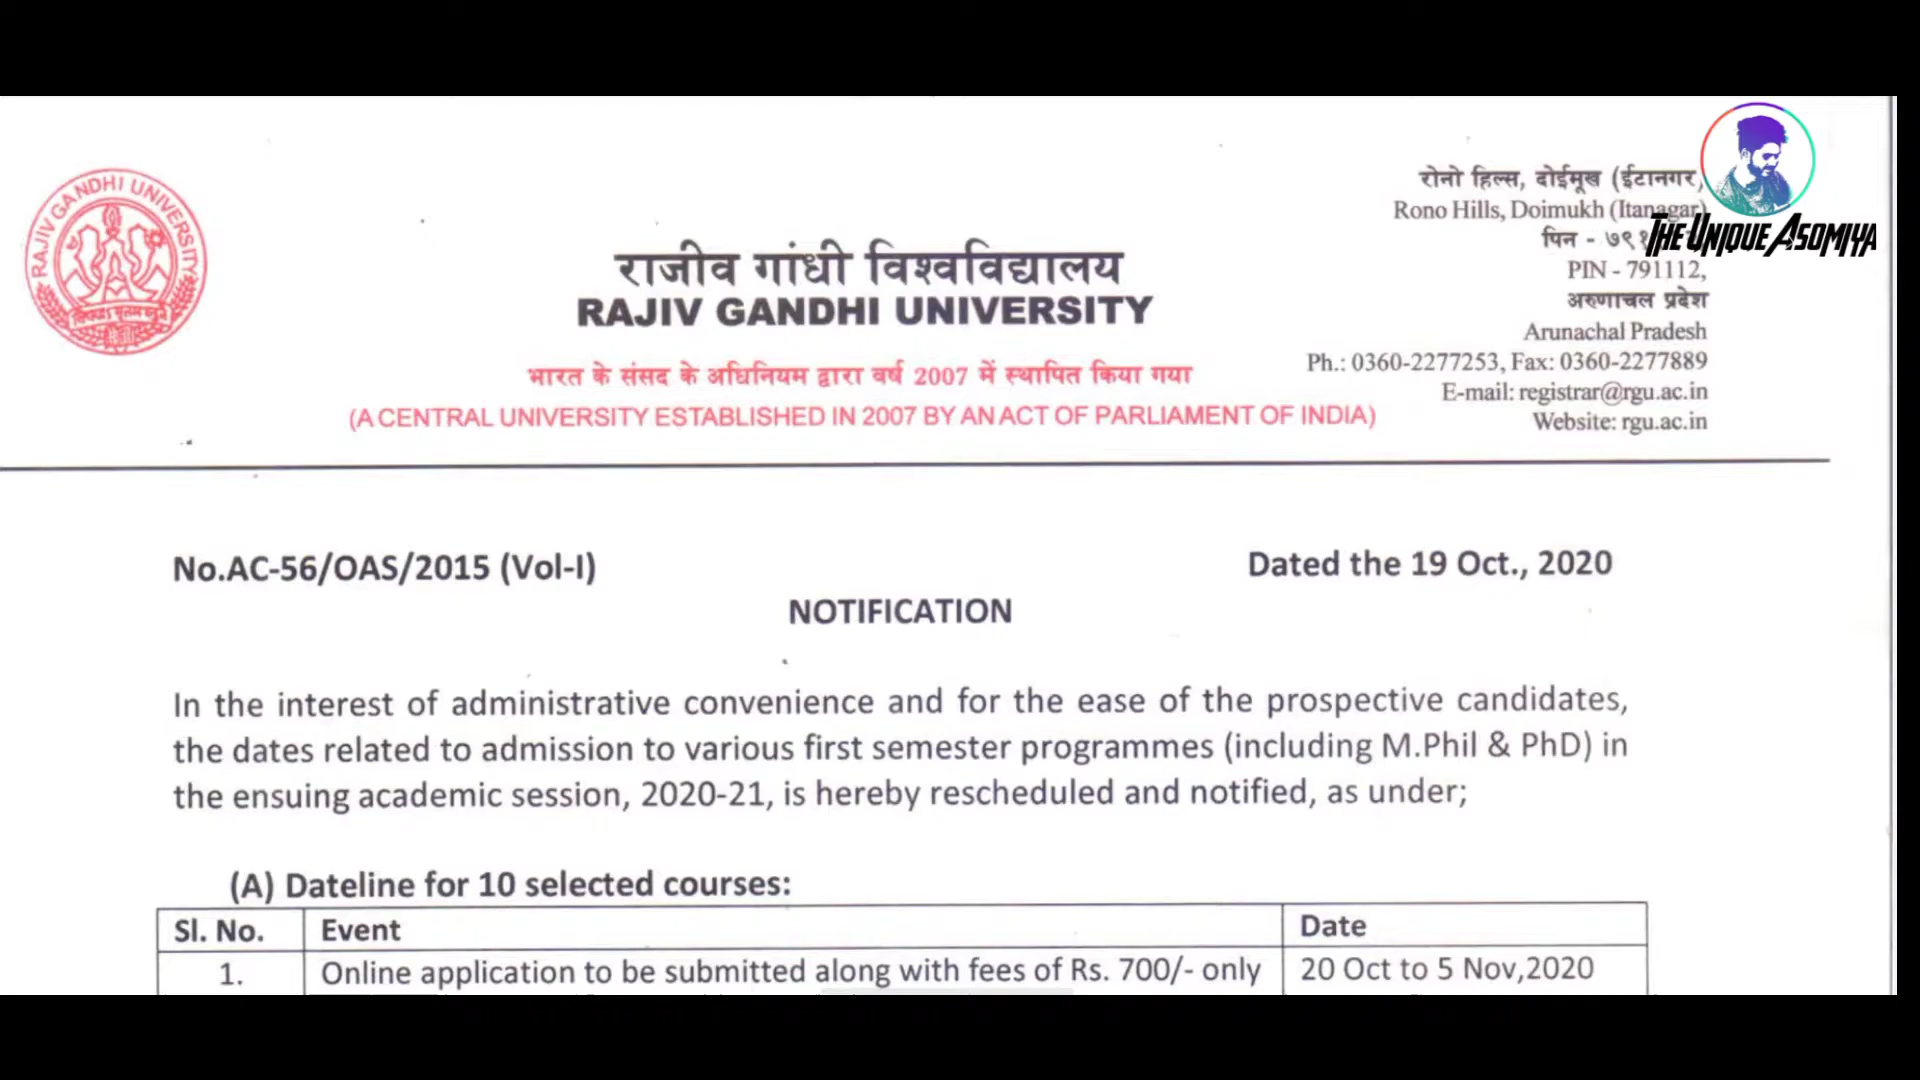 RAJIV GANDHI UNIVERSITY
राजीव गांधी विश्वविद्यालय
RAJIV GANDHI UNIVERSITY
भारत के संसद के अधिनियम द्वारा वर्ष 2007 में स्थापित किया गया
(A CENTRAL UNIVERSITY ESTABLISHED IN 2007 BY AN ACT OF PARLIAMENT OF INDIA)
रोनो हिल्स, दोईमूख (ईटानगर)
Rono Hills, Doimukh (Itanagar)
पिन -
PIN - 791112,
अरुणाचल प्रदेश
Arunachal Pradesh
Ph.: 0360-2277253, Fax: 0360-2277889
E-mail: registrar@rgu.ac.in
Website: rgu.ac.in
THE UNIQUE ASOMIYA
No.AC-56/OAS/2015 (Vol-I) Dated the 19 Oct., 2020
NOTIFICATION
In the interest of administrative convenience and for the ease of the prospective candidates,
the dates related to admission to various first semester programmes (including M.Phil & PhD) in
the ensuing academic session, 2020-21, is hereby rescheduled and notified, as under;
(A) Dateline for 10 selected courses:
Sl. No. Event Date
1. Online application to be submitted along with fees of Rs. 700/- only 20 Oct to 5 Nov,2020